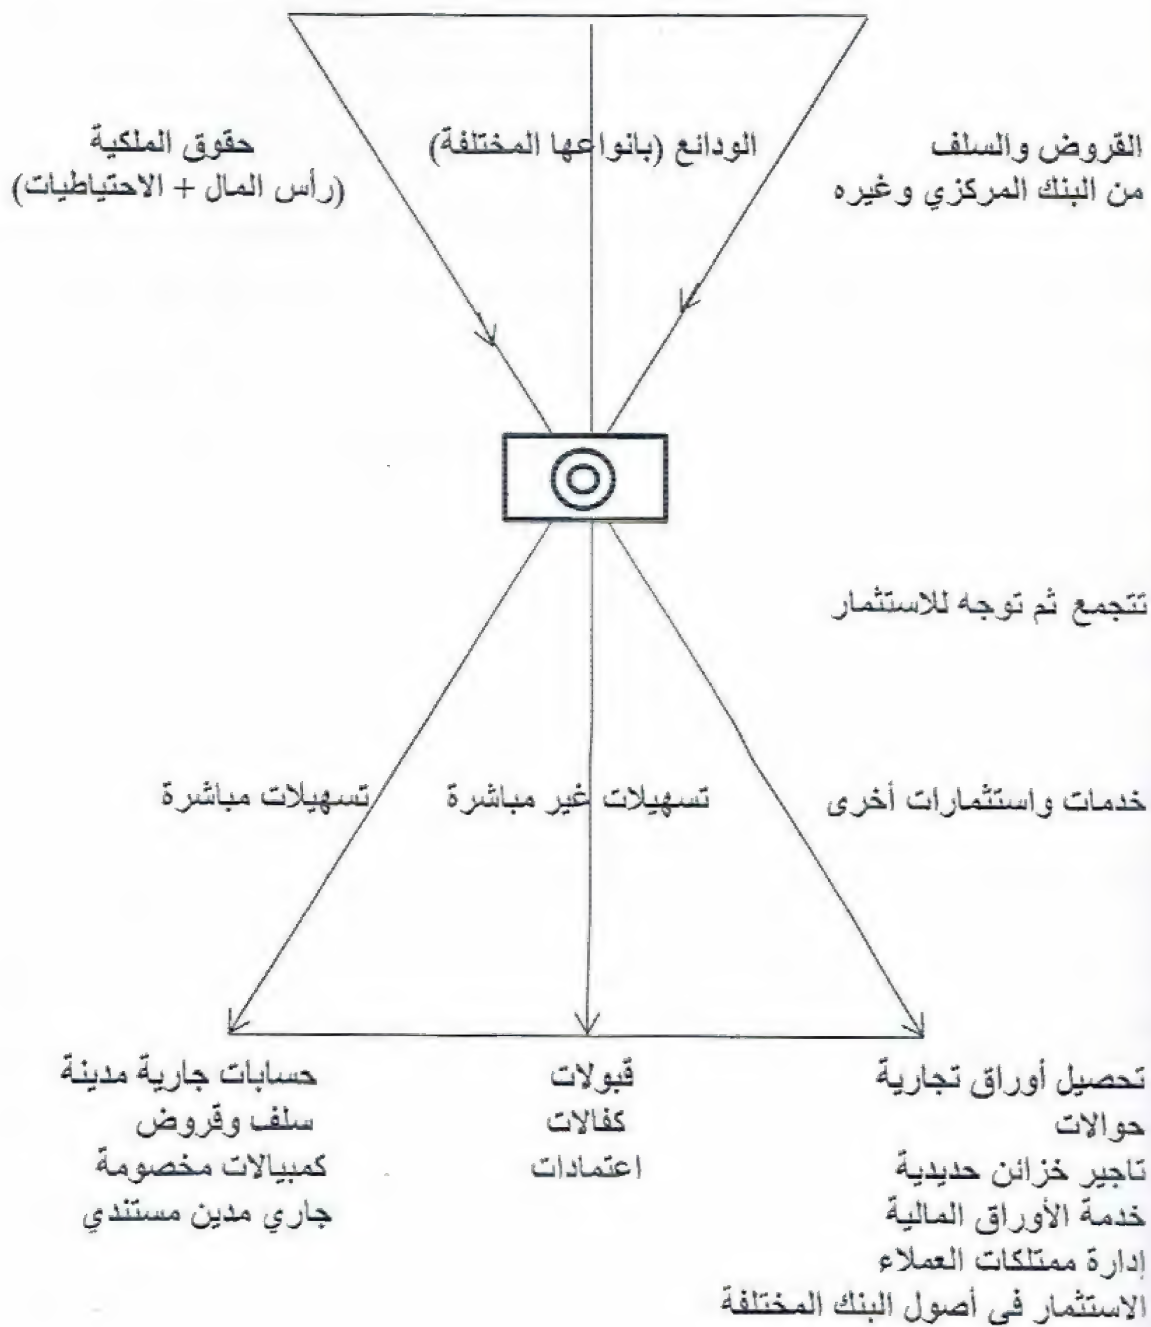 القروض والسلف
من البنك المركزي وغيره
الودائع (بانواعها المختلفة)
حقوق الملكية
(رأس المال + الاحتياطيات)
تتجمع ثم توجه للاستثمار
خدمات واستثمارات أخرى
تسهيلات غير مباشرة
تسهيلات مباشرة
تحصيل أوراق تجارية
حوالات
تاجير خزائن حديدية
خدمة الأوراق المالية
إدارة ممتلكات العملاء
الاستثمار في أصول البنك المختلفة
قبولات
كفالات
اعتمادات
حسابات جارية مدينة
سلف وقروض
كمبيالات مخصومة
جاري مدين مستندي